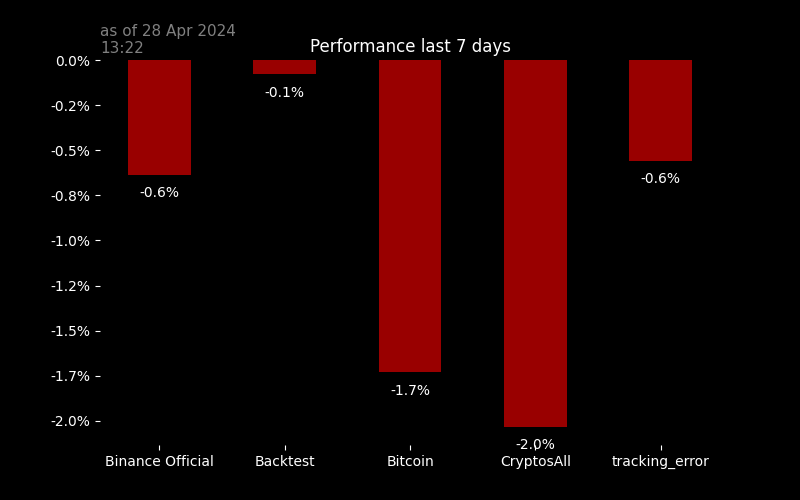 as of 28 Apr 2024
13:22
Performance last 7 days
0.0%
-0.2%
-0.5%
-0.8%
-1.0%
-1.2%
-1.5%
-1.7%
-2.0%
-0.6%
-0.1%
-1.7%
-2.0%
-0.6%
Binance Official
Backtest
Bitcoin
CryptosAll
tracking_error